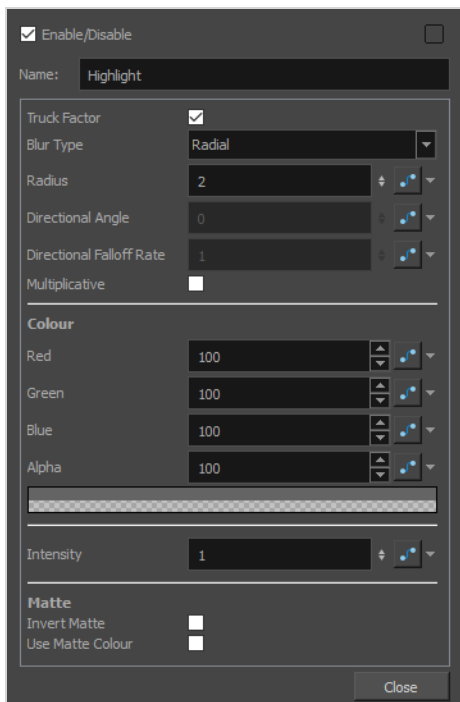 Enable/Disable
Name: Highlight
Truck Factor
Blur Type Radial
Radius 2
Directional Angle 0
Directional Falloff Rate 1
Multiplicative
Colour
Red 100
Green 100
Blue 100
Alpha 100
Intensity 1
Matte
Invert Matte
Use Matte Colour
Close